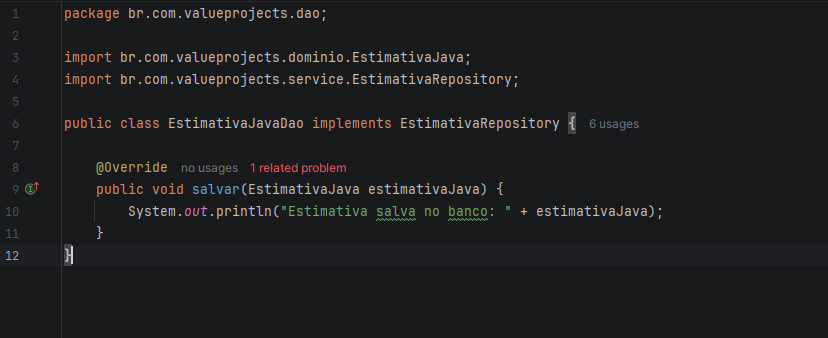 1 package br.com.valueprojects.dao;
2
3 import br.com.valueprojects.dominio.EstimativaJava;
4 import br.com.valueprojects.service.EstimativaRepository;
5
6 public class EstimativaJavaDao implements EstimativaRepository { 6 usages
7
8 @Override no usages 1 related problem
9 public void salvar(EstimativaJava estimativaJava) {
10 System.out.println("Estimativa salva no banco: " + estimativaJava);
11 }
12 }